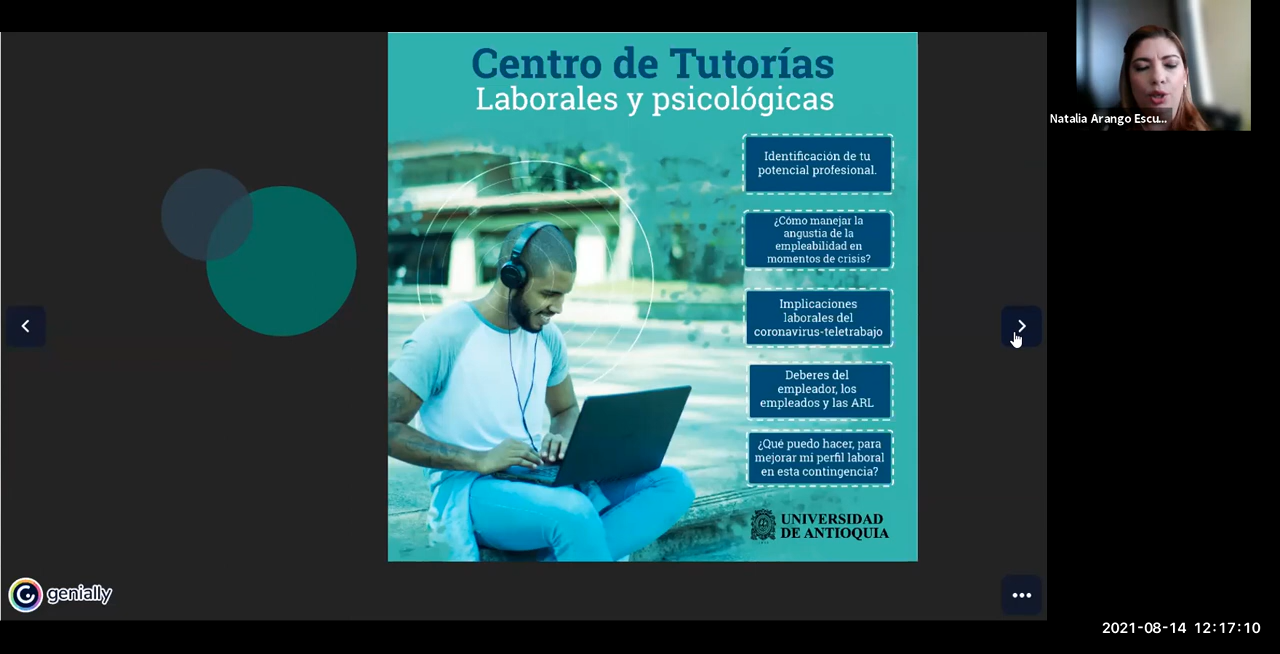 Centro de Tutorías
Laborales y psicológicas
Identificación de tu
potencial profesional.
¿Cómo manejar la
angustia de la
empleabilidad en
momentos de crisis?
Implicaciones
laborales del
coronavirus-teletrabajo
Deberes del
empleador, los
empleados y las ARL
¿Qué puedo hacer, para
mejorar mi perfil laboral
en esta contingencia?
UNIVERSIDAD
DE ANTIOQUIA
genially
Natalia Arango Escu...
2021-08-14 12:17:10